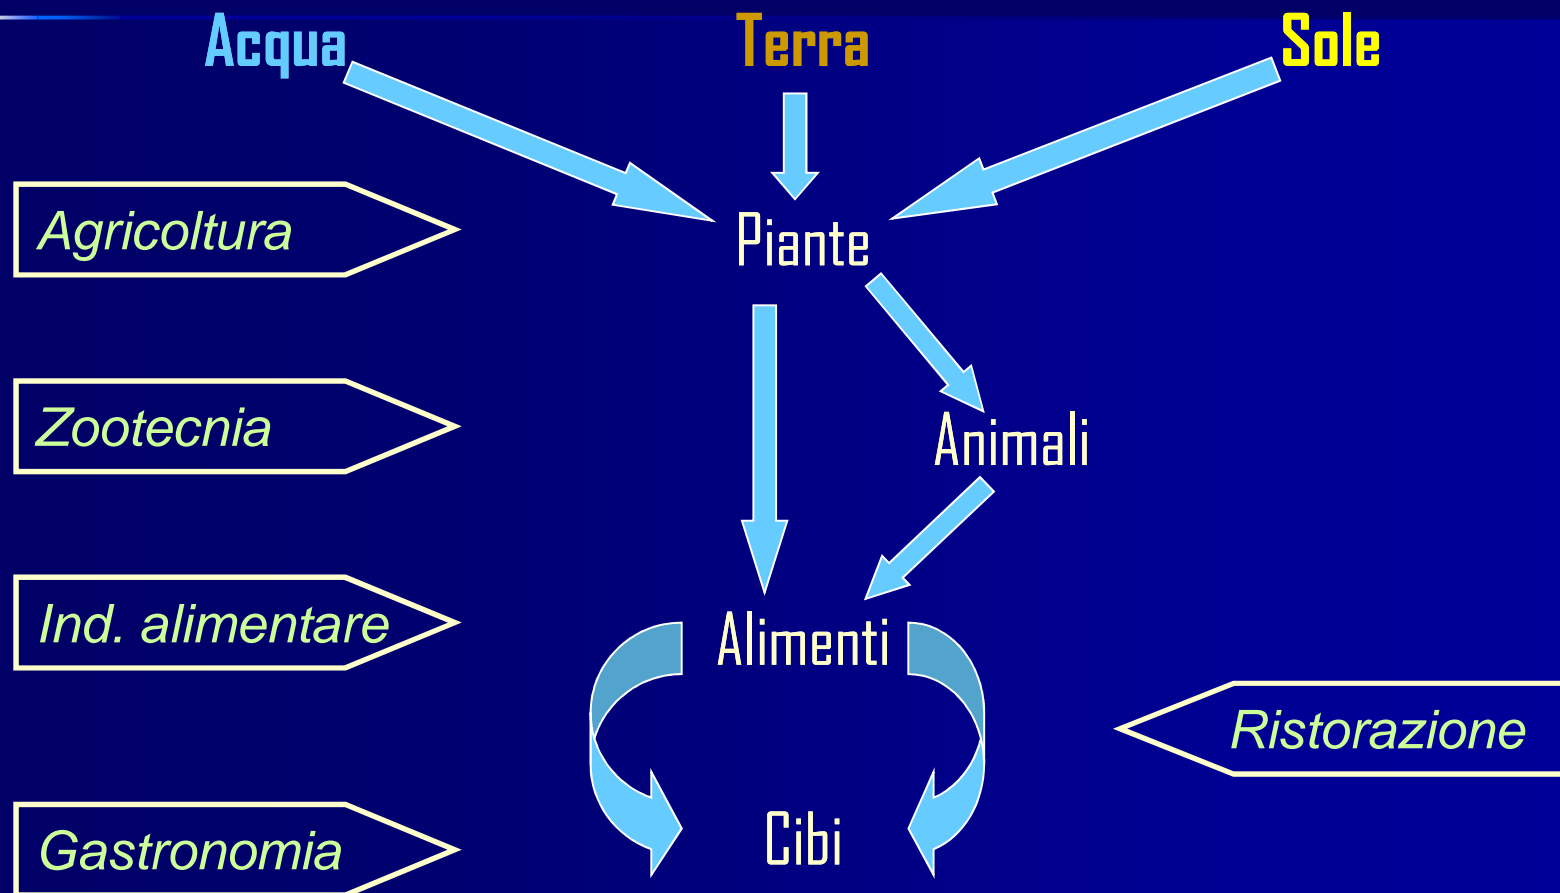 Acqua
Terra
Sole
Agricoltura
Piante
Zootecnia
Animali
Ind. alimentare
Alimenti
Ristorazione
Gastronomia
Cibi